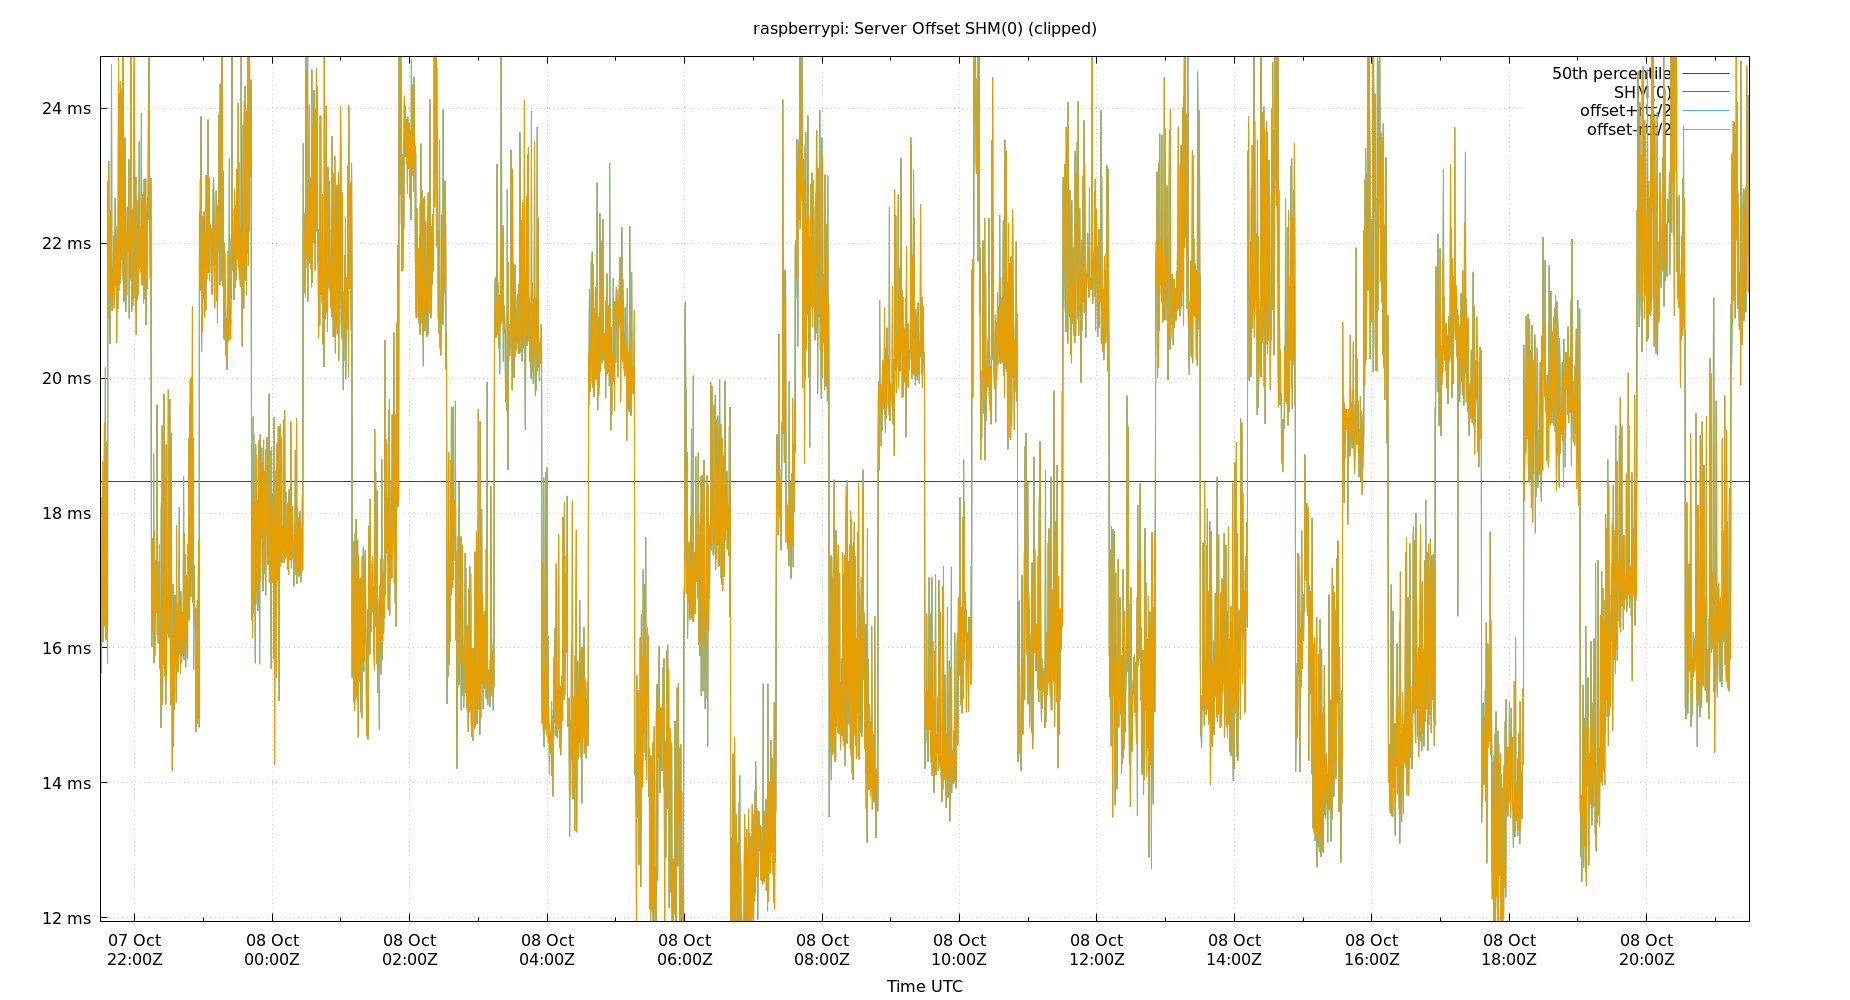 raspberrypi: Server Offset SHM(0) (clipped)
50th percentile
SHM(0)
offset+rtt/2
offset-rtt/2
24 ms
22 ms
20 ms
18 ms
16 ms
14 ms
12 ms
07 Oct 08 Oct 08 Oct 08 Oct 08 Oct 08 Oct 08 Oct 08 Oct 08 Oct 08 Oct 08 Oct 08 Oct
22:00Z 00:00Z 02:00Z 04:00Z 06:00Z 08:00Z 10:00Z 12:00Z 14:00Z 16:00Z 18:00Z 20:00Z
Time UTC